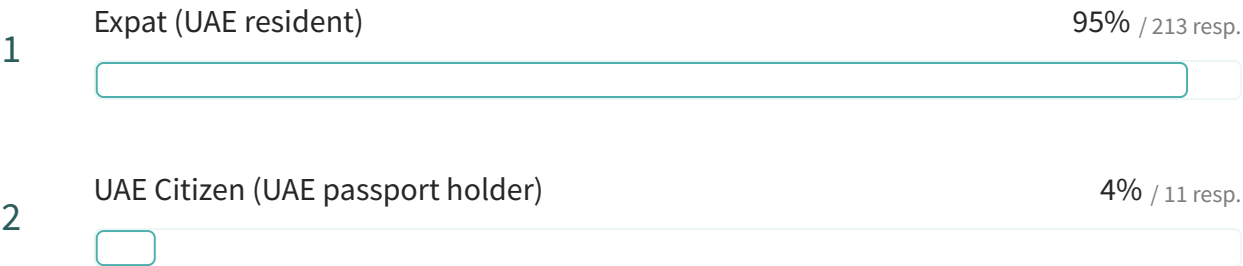 1 Expat (UAE resident) 95% / 213 resp.
2 UAE Citizen (UAE passport holder) 4% / 11 resp.